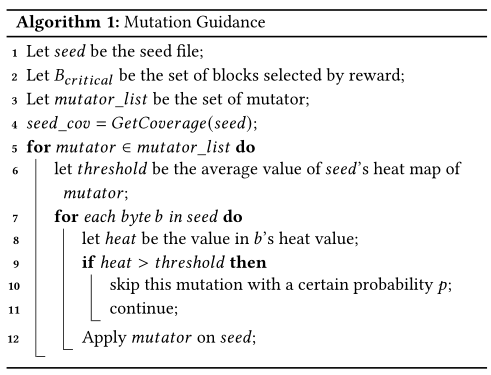 Algorithm 1: Mutation Guidance
1 Let seed be the seed file;
2 Let B_critical be the set of blocks selected by reward;
3 Let mutator_list be the set of mutator;
4 seed_cov = GetCoverage(seed);
5 for mutator ∈ mutator_list do
6 let threshold be the average value of seed's heat map of
mutator;
7 for each byte b in seed do
8 let heat be the value in b's heat value;
9 if heat > threshold then
10 skip this mutation with a certain probability p;
11 continue;
12 Apply mutator on seed;